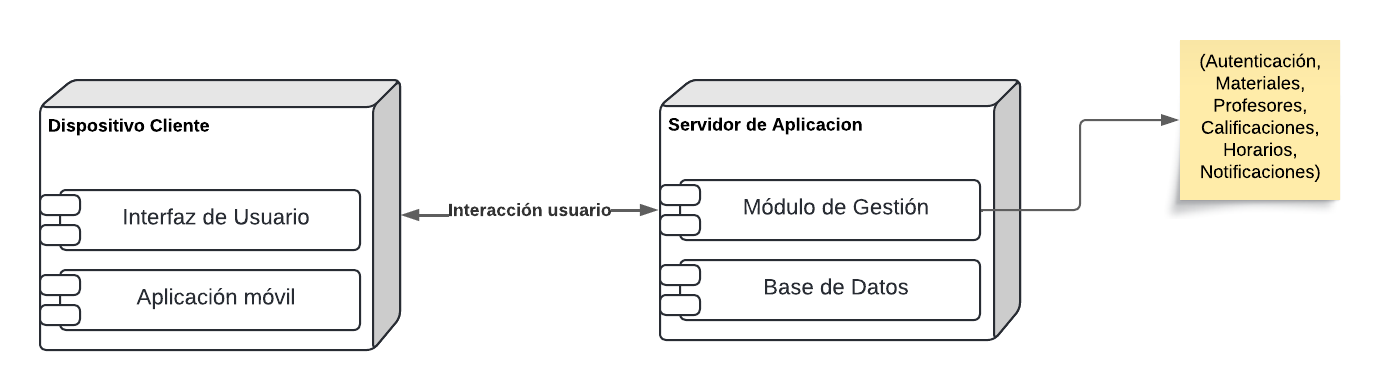 Dispositivo Cliente
Interfaz de Usuario
Aplicación móvil
Interacción usuario
Servidor de Aplicacion
Módulo de Gestión
Base de Datos
(Autenticación,
Materiales,
Profesores,
Calificaciones,
Horarios,
Notificaciones)